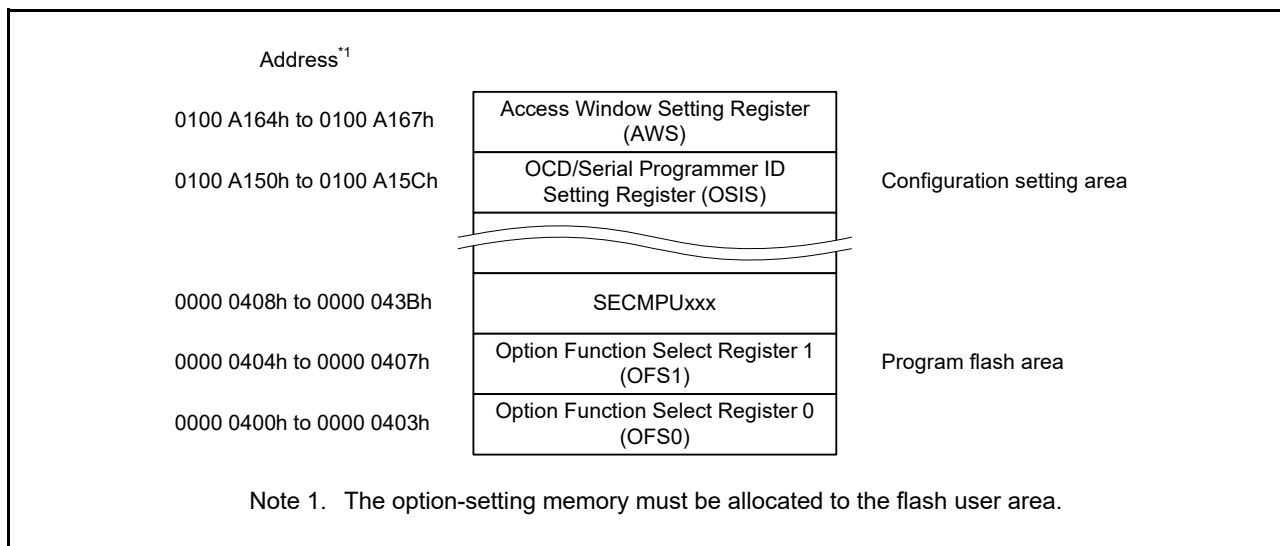 Address*1
0100 A164h to 0100 A167h
Access Window Setting Register
(AWS)
0100 A150h to 0100 A15Ch
OCD/Serial Programmer ID
Setting Register (OSIS)
Configuration setting area
0000 0408h to 0000 043Bh
SECMPUxxx
0000 0404h to 0000 0407h
Option Function Select Register 1
(OFS1)
Program flash area
0000 0400h to 0000 0403h
Option Function Select Register 0
(OFS0)
Note 1. The option-setting memory must be allocated to the flash user area.